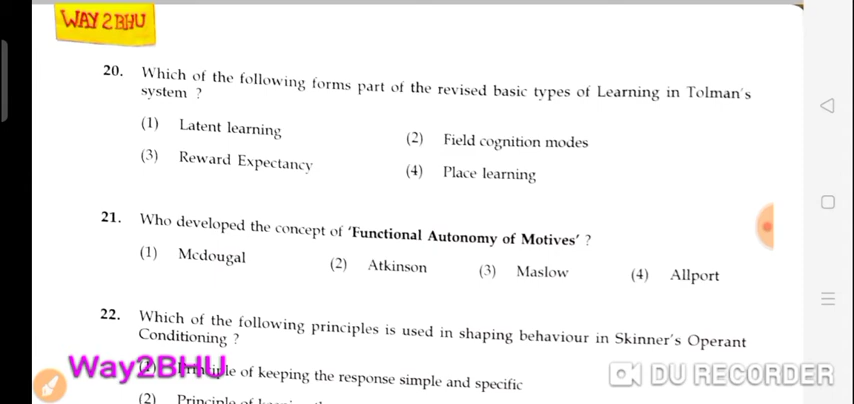 WAY 2 BHU
20. Which of the following forms part of the revised basic types of Learning in Tolman's
system ?
(1) Latent learning
(2) Field cognition modes
(3) Reward Expectancy
(4) Place learning
21. Who developed the concept of 'Functional Autonomy of Motives' ?
(1) Mcdougal (2) Atkinson (3) Maslow (4) Allport
22. Which of the following principles is used in shaping behaviour in Skinner's Operant
Conditioning ?
Way2BHU
(1) Principle of keeping the response simple and specific
DU RECORDER
(2) Principle of